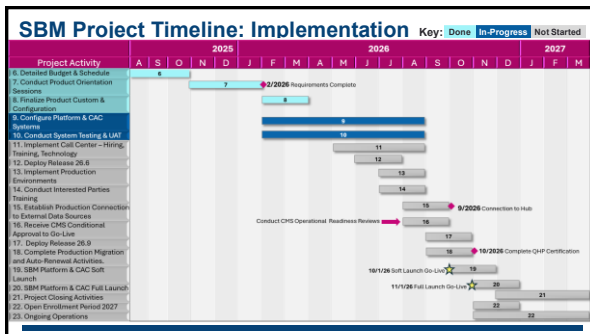 SBM Project Timeline: Implementation Key: Done In-Progress Not Started
2025 2026 2027
Project Activity A S O N D J F M A M J J A S O N D J F M
6. Detailed Budget & Schedule 6
7. Conduct Product Orientation
Sessions 7 2/2026 Requirements Complete
8. Finalize Product Custom &
Configuration 8
9. Configure Platform & CAC
Systems 9
10. Conduct System Testing & UAT 10
11. Implement Call Center – Hiring,
Training, Technology 11
12. Deploy Release 26.6 12
13. Implement Production
Environments 13
14. Conduct Interested Parties
Training 14
15. Establish Production Connection
to External Data Sources 15 9/2026 Connection to Hub
16. Receive CMS Conditional
Approval to Go-Live Conduct CMS Operational Readiness Reviews 16
17. Deploy Release 26.9 17
18. Complete Production Migration
and Auto-Renewal Activities. 18 10/2026 Complete QHP Certification
19. SBM Platform & CAC Soft
Launch 10/1/26 Soft Launch Go-Live 19
20. SBM Platform & CAC Full Launch 11/1/26 Full Launch Go-Live 20
21. Project Closing Activities 21
22. Open Enrollment Period 2027 22
23. Ongoing Operations 22